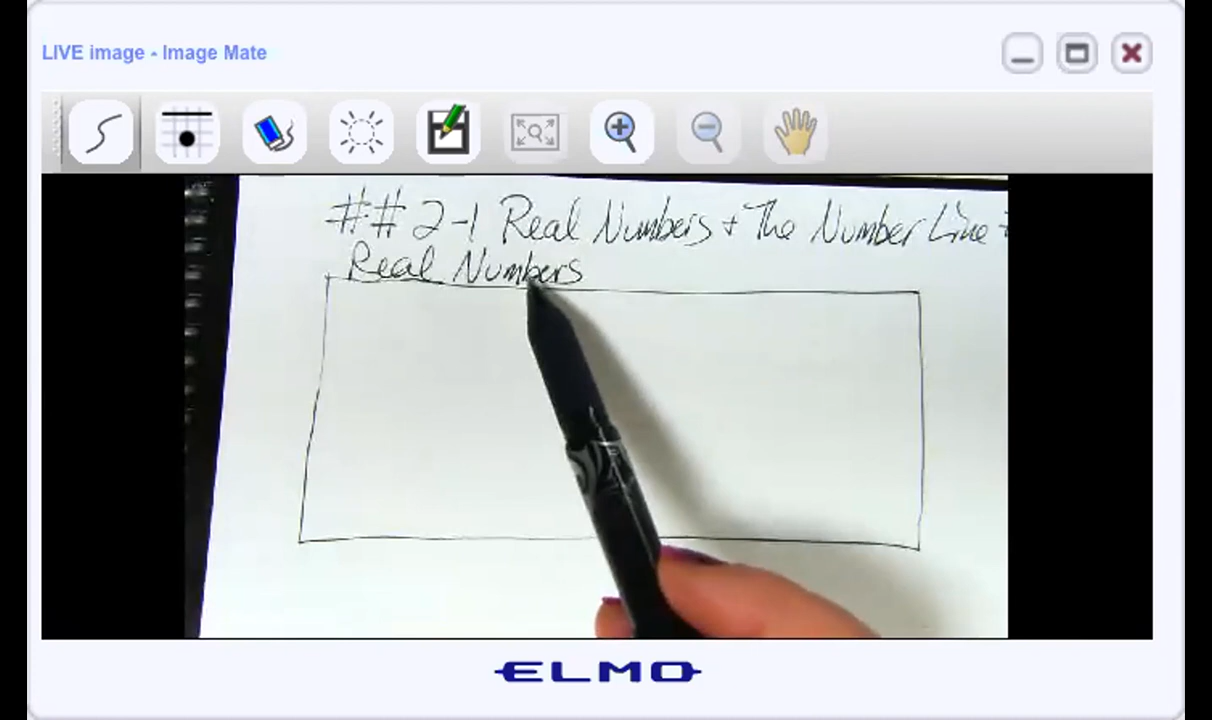 LIVE image - Image Mate
## 2-1 Real Numbers + The Number Line +
Real Numbers
ELMO